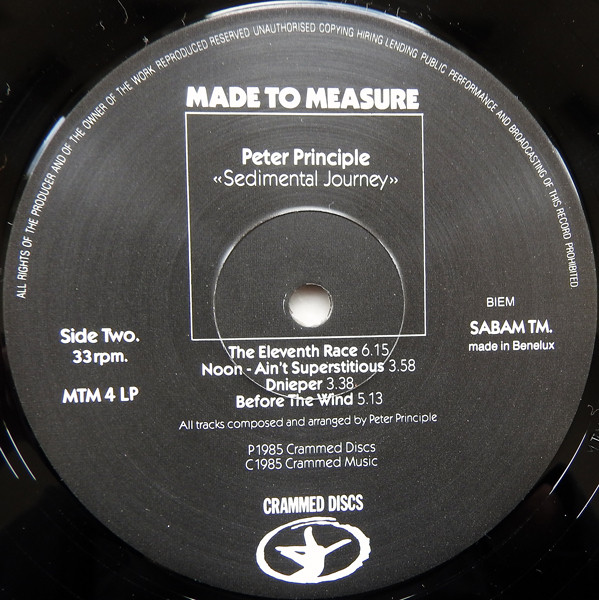 ALL RIGHTS OF THE PRODUCER AND OF THE OWNER OF THE WORK REPRODUCED RESERVED UNAUTHORISED COPYING HIRING LENDING PUBLIC PERFORMANCE AND BROADCASTING OF THIS RECORD PROHIBITED
MADE TO MEASURE
Peter Principle
«Sedimental Journey»
BIEM
SABAM TM.
made in Benelux
Side Two.
33 rpm.
MTM 4 LP
The Eleventh Race 6.15
Noon - Ain't Superstitious 3.58
Dnieper 3.38
Before The Wind 5.13
All tracks composed and arranged by Peter Principle
P1985 Crammed Discs
C1985 Crammed Music
CRAMMED DISCS